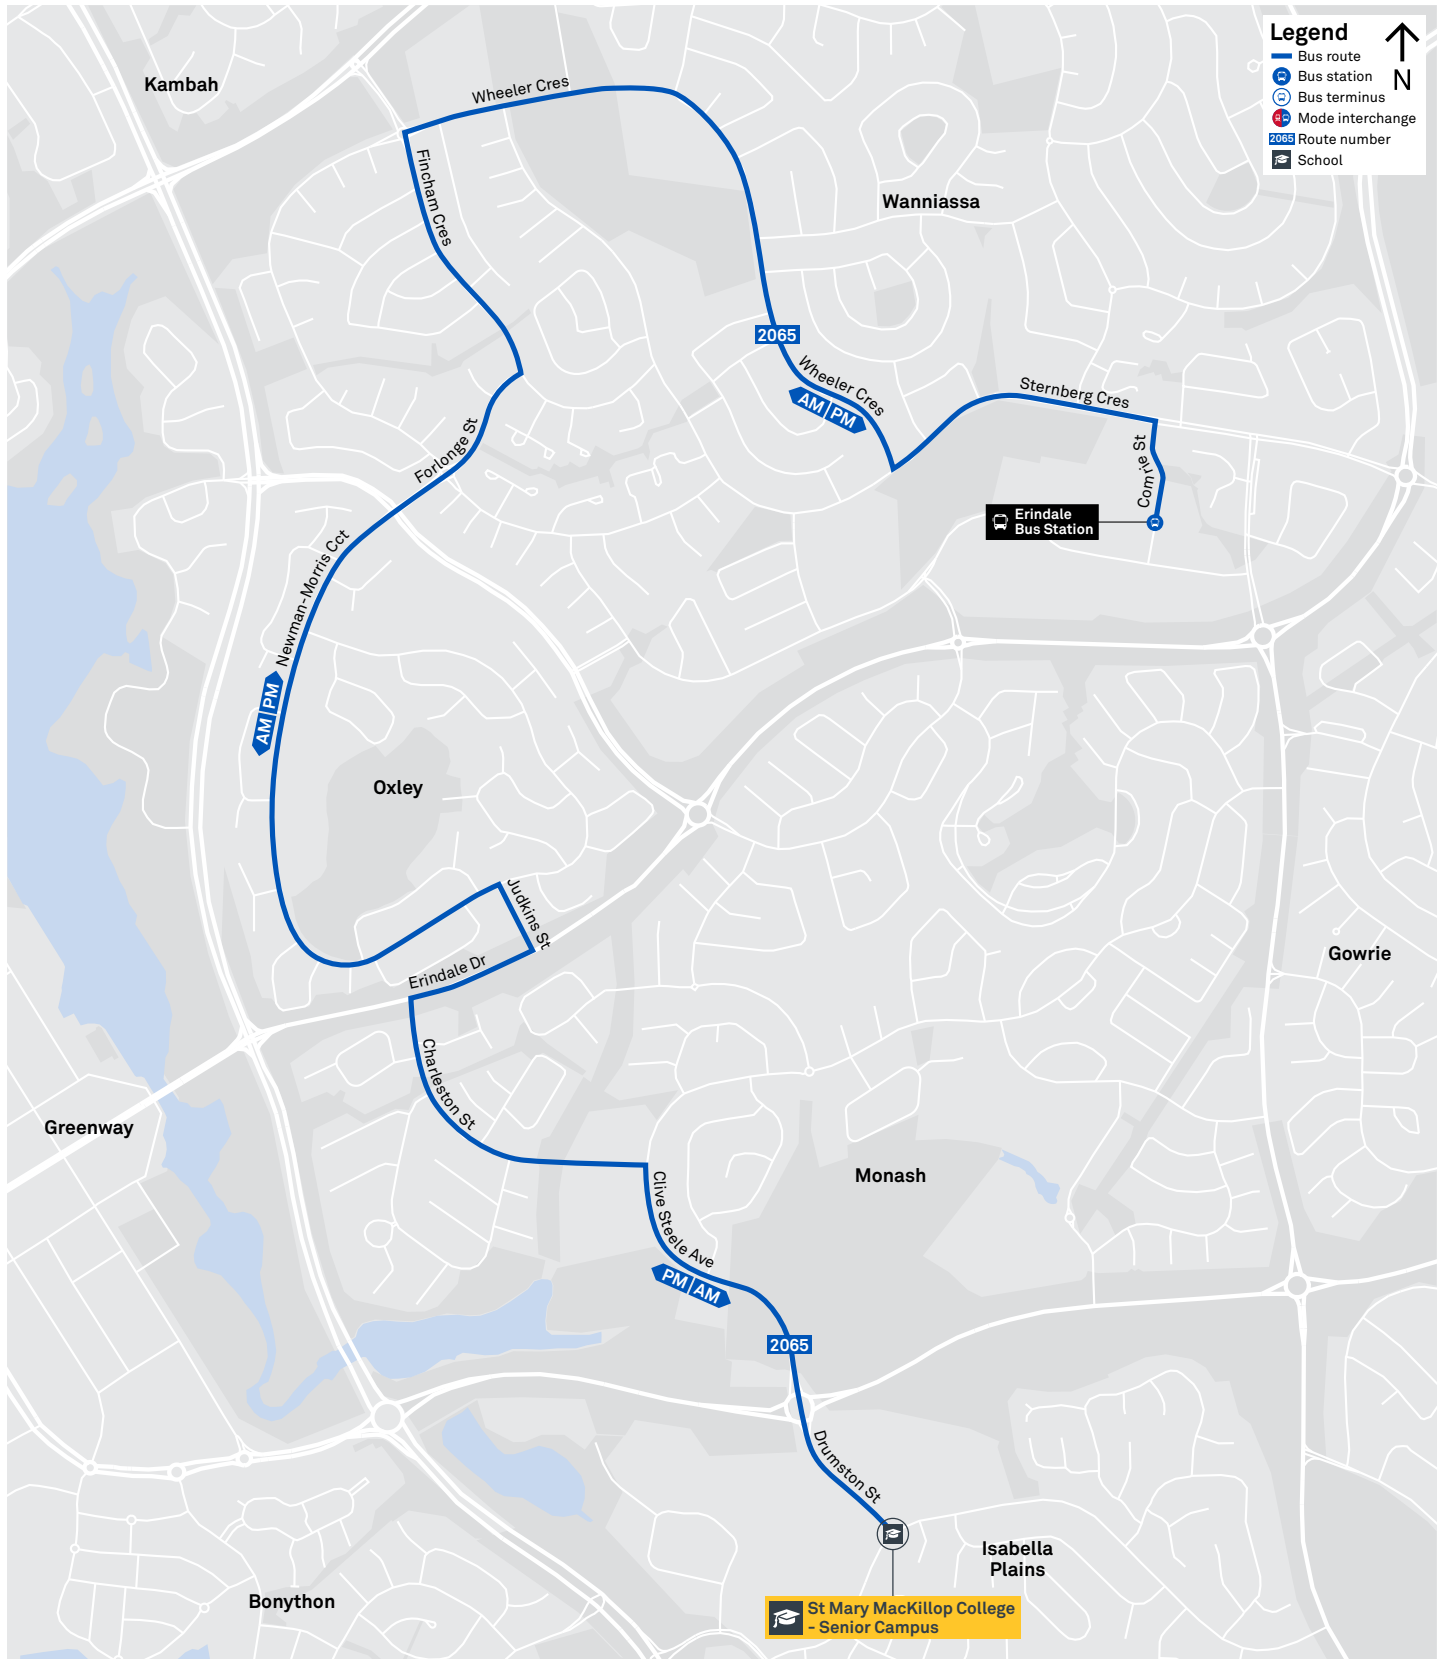 Legend
N
Bus route
Bus station
Bus terminus
Mode interchange
2065 Route number
School
Kambah
Wheeler Cres
Fincham Cres
Wanniassa
2065
Wheeler Cres
AM PM
Sternberg Cres
Comrie St
Erindale
Bus Station
Forlonge St
Newman-Morris Cct
AM PM
Oxley
Judkins St
Erindale Dr
Gowrie
Charleston St
Greenway
Monash
Clive Steele Ave
PM AM
2065
Drumston St
Isabella
Plains
Bonython
St Mary MacKillop College
- Senior Campus